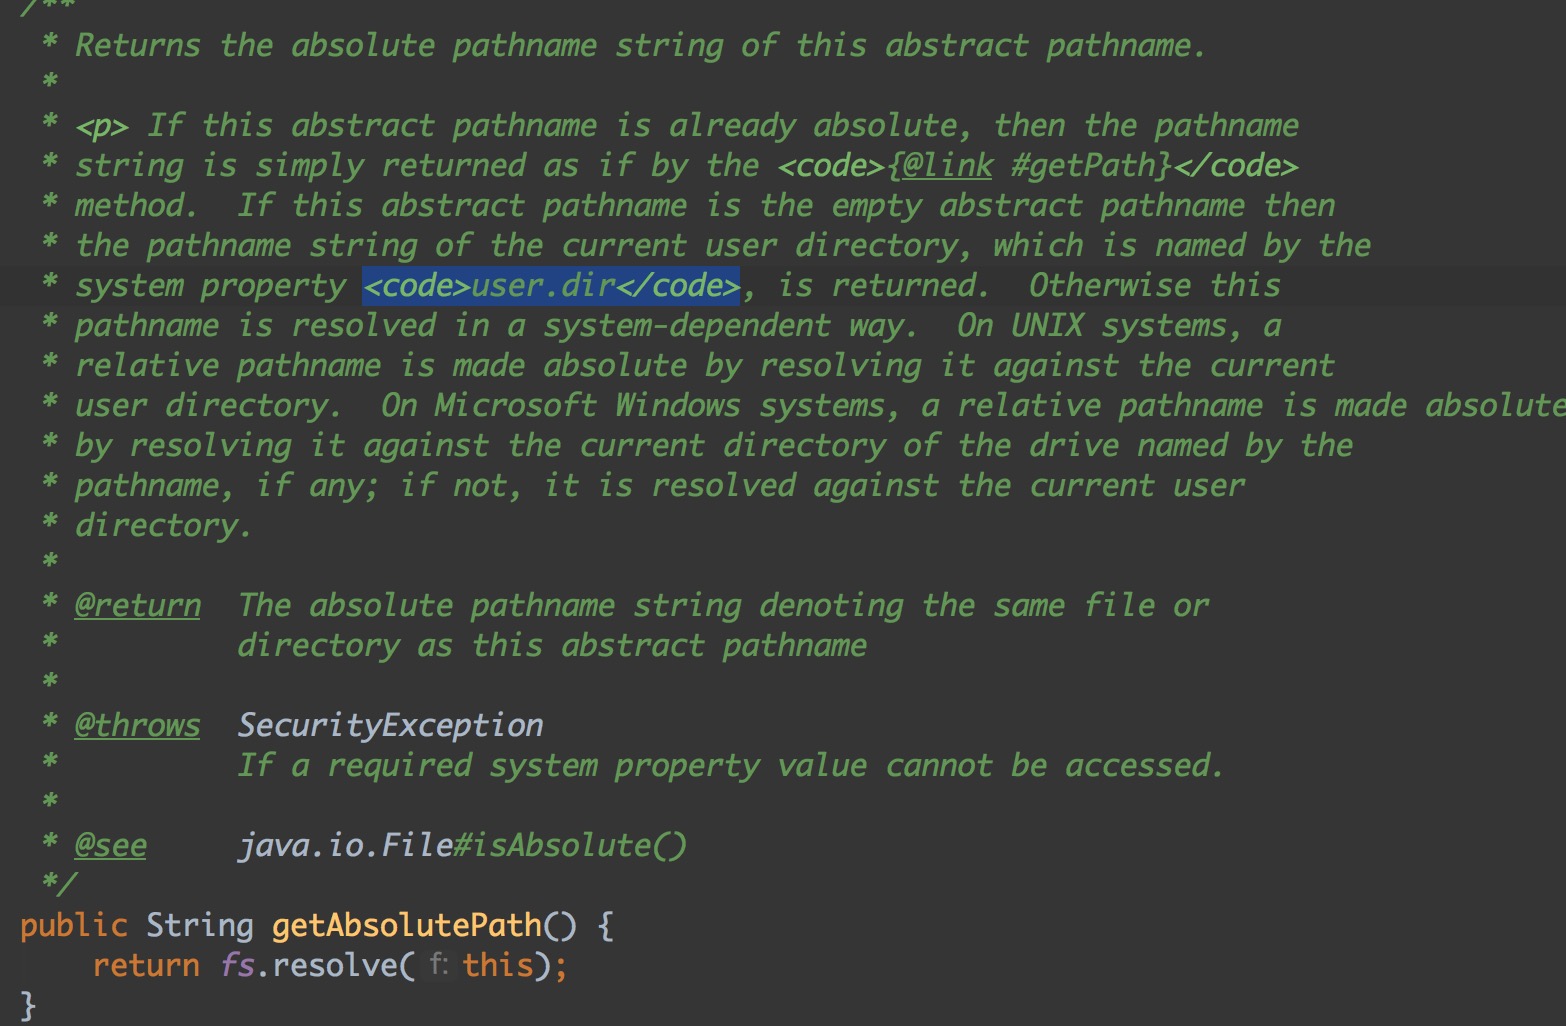 /**
* Returns the absolute pathname string of this abstract pathname.
*
* <p> If this abstract pathname is already absolute, then the pathname
* string is simply returned as if by the <code>{@link #getPath}</code>
* method.  If this abstract pathname is the empty abstract pathname then
* the pathname string of the current user directory, which is named by the
* system property <code>user.dir</code>, is returned.  Otherwise this
* pathname is resolved in a system-dependent way.  On UNIX systems, a
* relative pathname is made absolute by resolving it against the current
* user directory.  On Microsoft Windows systems, a relative pathname is made absolute
* by resolving it against the current directory of the drive named by the
* pathname, if any; if not, it is resolved against the current user
* directory.
*
* @return  The absolute pathname string denoting the same file or
*          directory as this abstract pathname
*
* @throws  SecurityException
*          If a required system property value cannot be accessed.
*
* @see     java.io.File#isAbsolute()
*/
public String getAbsolutePath() {
    return fs.resolve( f: this);
}